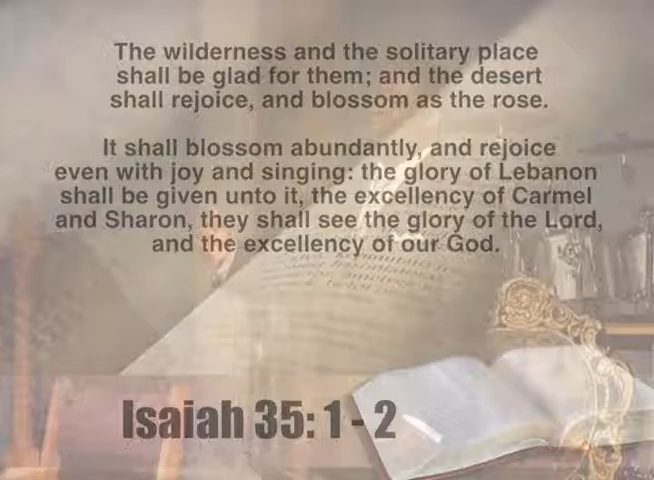 The wilderness and the solitary place
shall be glad for them; and the desert
shall rejoice, and blossom as the rose.
It shall blossom abundantly, and rejoice
even with joy and singing: the glory of Lebanon
shall be given unto it, the excellency of Carmel
and Sharon, they shall see the glory of the Lord,
and the excellency of our God.
Isaiah 35: 1 - 2